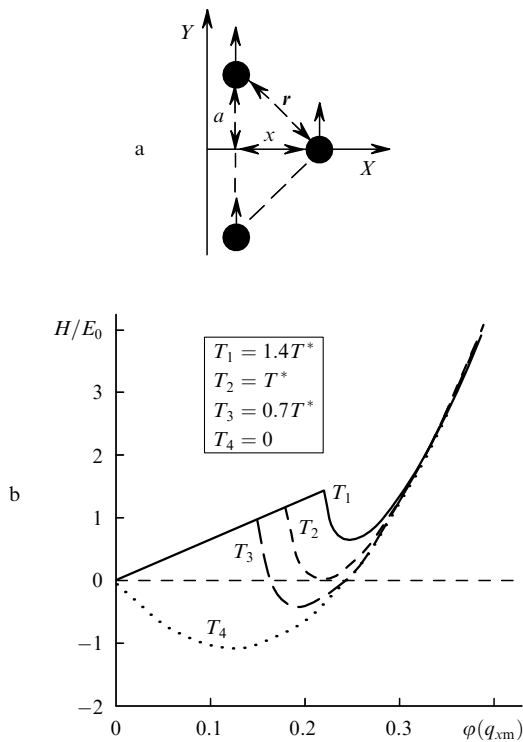 Y
a
r
x
a
X
H/E₀
T₁ = 1.4T*
T₂ = T*
T₃ = 0.7T*
T₄ = 0
3
2
T₁
b
1
T₂
T₃
0
T₄
−1
−2
0
0.1
0.2
0.3
φ(qₓₘ)